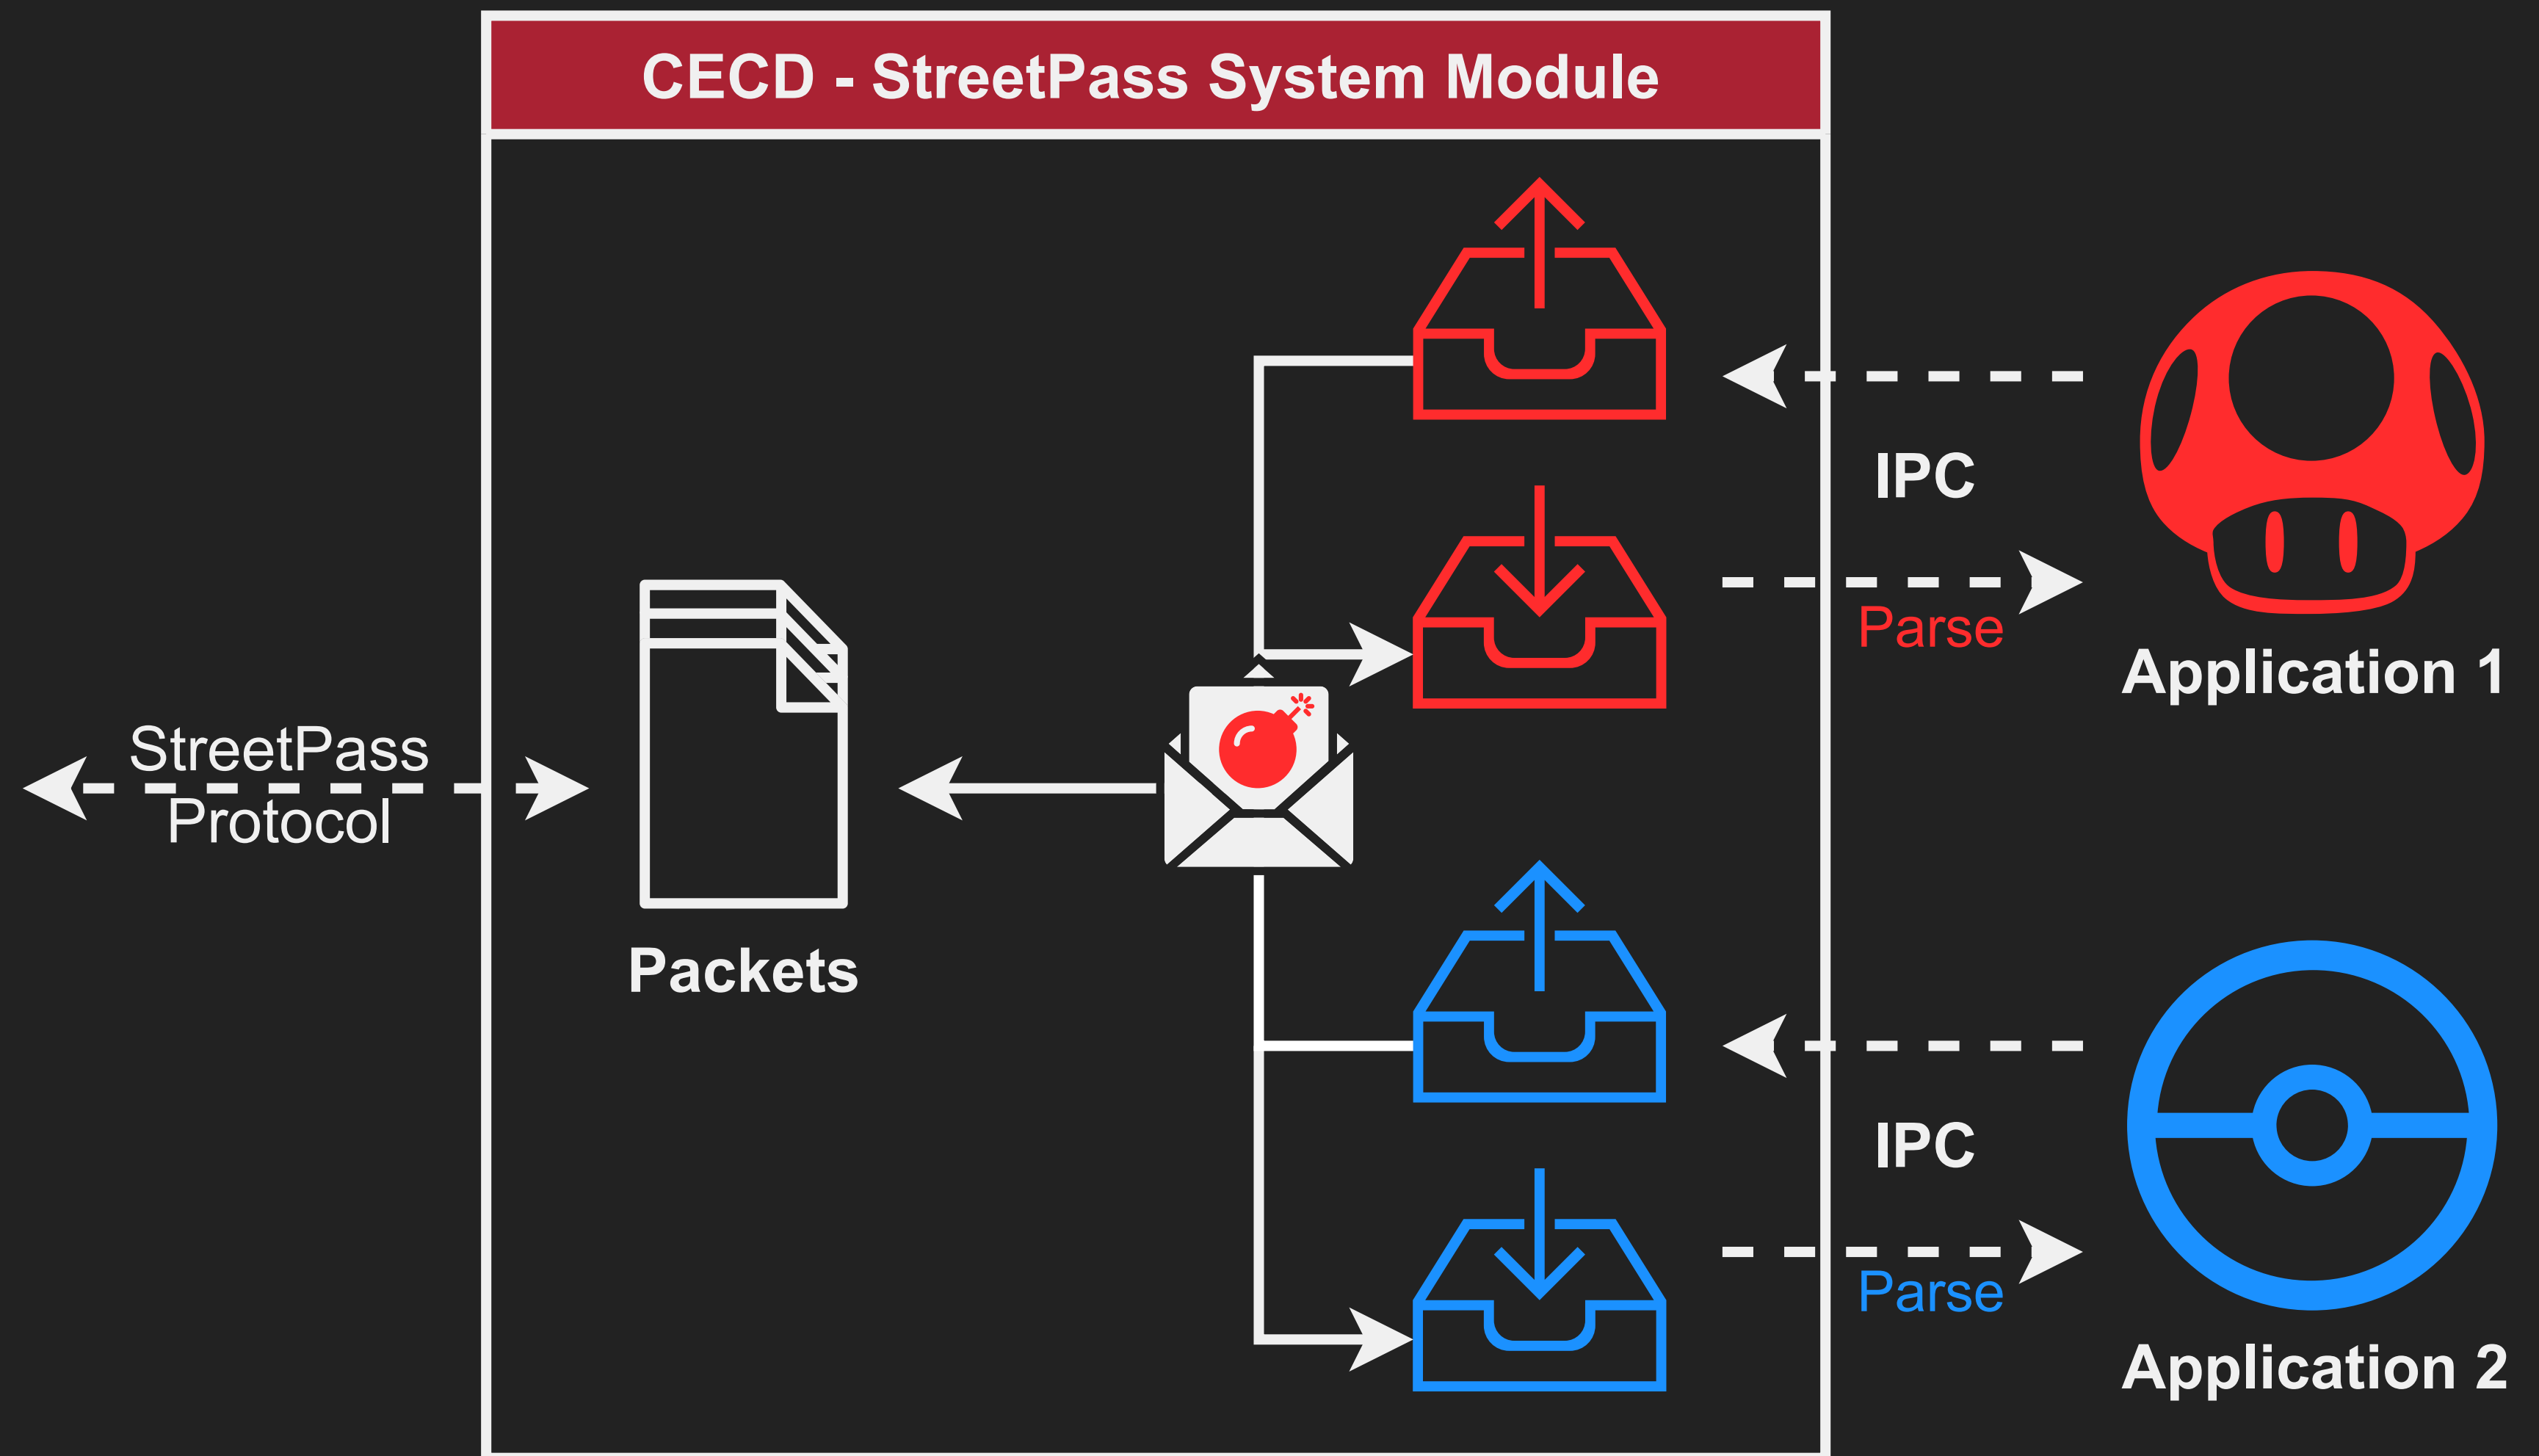 CECD - StreetPass System Module
IPC
Parse
Application 1
StreetPass
Protocol
Packets
IPC
Parse
Application 2